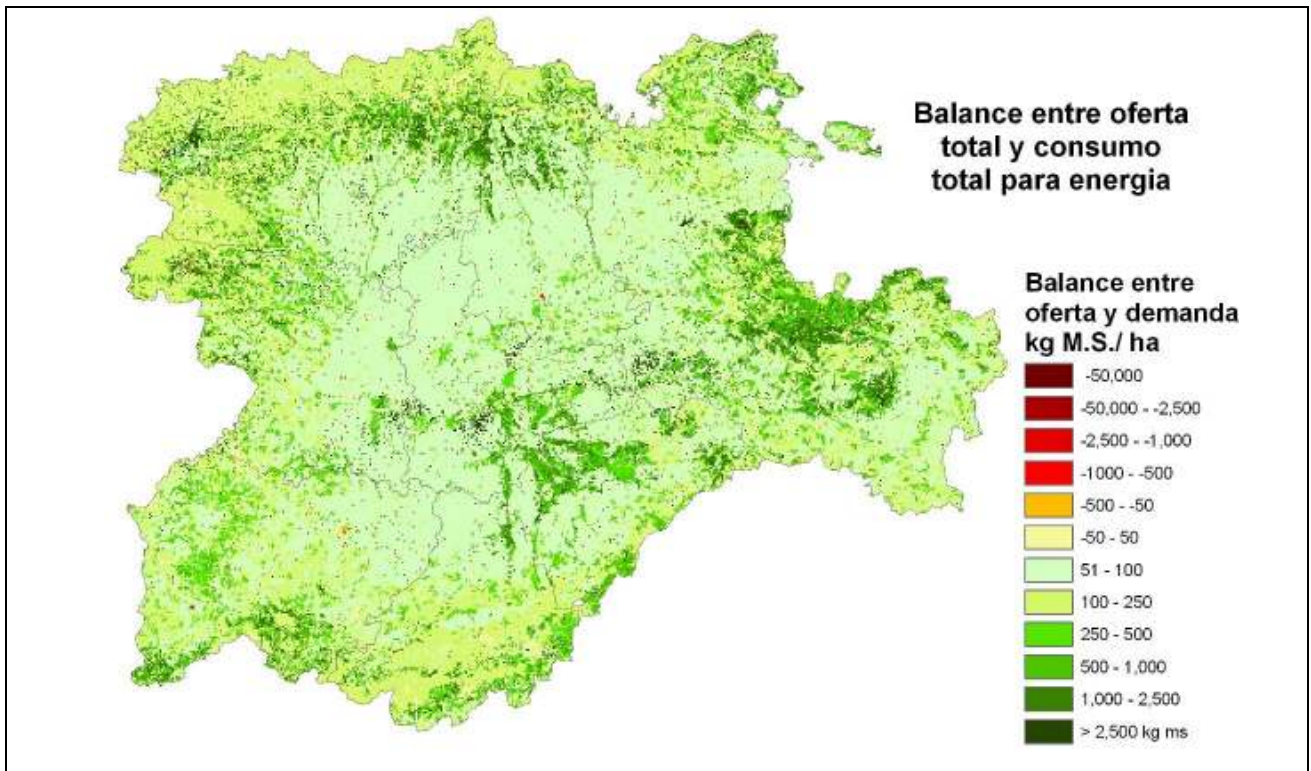 Balance entre oferta
total y consumo
total para energia
Balance entre
oferta y demanda
kg M.S./ ha
-50,000
-50,000 - -2,500
-2,500 - -1,000
-1000 - -500
-500 - -50
-50 - 50
51 - 100
100 - 250
250 - 500
500 - 1,000
1,000 - 2,500
> 2,500 kg ms